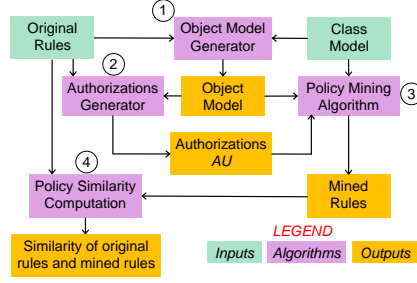 1
Original
Rules
Object Model
Generator
Class
Model
2
Authorizations
Generator
Object
Model
Policy Mining
Algorithm
3
Authorizations
AU
4
Policy Similarity
Computation
Mined
Rules
Similarity of original
rules and mined rules
LEGEND
Inputs Algorithms Outputs